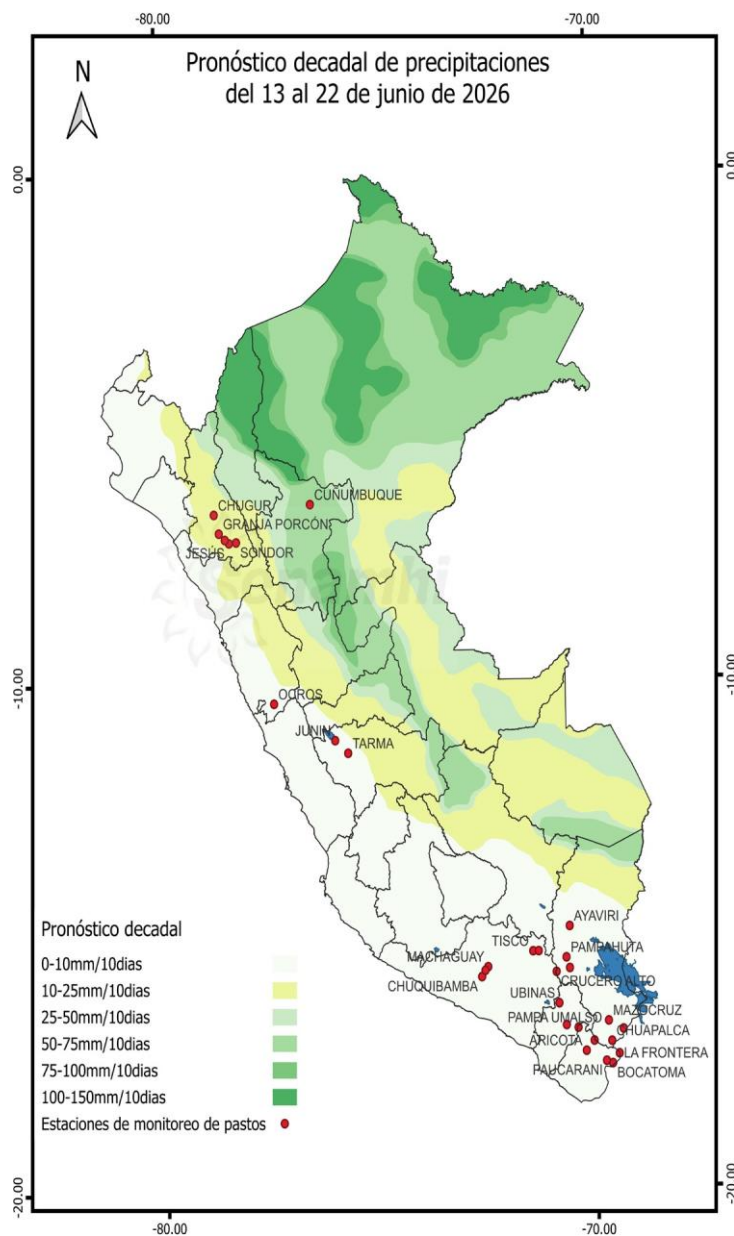 -80.00
-70.00
Pronóstico decadal de precipitaciones
del 13 al 22 de junio de 2026
N
0.00
0.00
CUÑUMBUQUE
CHUGUR
GRANJA PORCÓN
JESÚS
SONDOR
Senamhi
-10.00
-10.00
OCROS
JUNIN
TARMA
AYAVIRI
TISCO
PAMPAHUTA
MACHAGUAY
CRUCERO ALTO
CHUQUIBAMBA
UBINAS
MAZOCRUZ
PAMPA UMALSO
CHUAPALCA
ARICOTA
LA FRONTERA
PAUCARANI
BOCATOMA
Pronóstico decadal
0-10mm/10dias
10-25mm/10dias
25-50mm/10dias
50-75mm/10dias
75-100mm/10dias
100-150mm/10dias
Estaciones de monitoreo de pastos
-20.00
-20.00
-80.00
-70.00